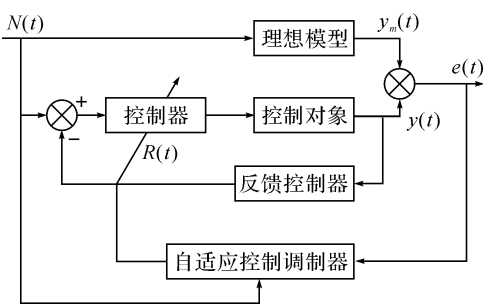 N(t)
理想模型
y_m(t)
e(t)
+
控制器
控制对象
−
R(t)
y(t)
反馈控制器
自适应控制调制器